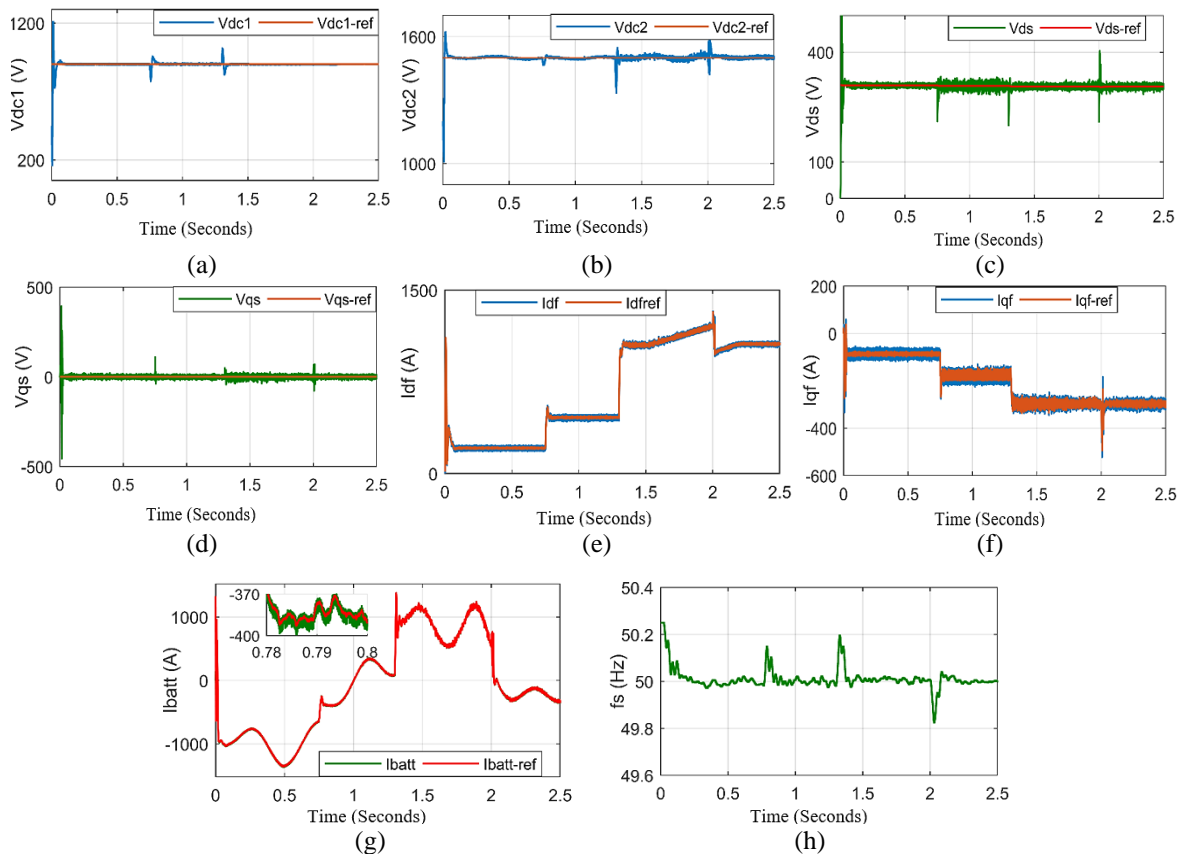 1200
200
Vdc1 (V)
Vdc1 Vdc1-ref
0 0.5 1 1.5 2 2.5
Time (Seconds)
(a)
1600
1000
Vdc2 (V)
Vdc2 Vdc2-ref
0 0.5 1 1.5 2 2.5
Time (Seconds)
(b)
400
100
0
Vds (V)
Vds Vds-ref
0 0.5 1 1.5 2 2.5
Time (Seconds)
(c)
500
0
-500
Vqs (V)
Vqs Vqs-ref
0 0.5 1 1.5 2 2.5
Time (Seconds)
(d)
1500
0
Idf (A)
Idf Idfref
0 0.5 1 1.5 2 2.5
Time (Seconds)
(e)
200
0
-200
-400
-600
Iqf (A)
Iqf Iqf-ref
0 0.5 1 1.5 2 2.5
Time (Seconds)
(f)
1000
0
-1000
Ibatt (A)
-370
-400
0.78 0.79 0.8
Ibatt Ibatt-ref
0 0.5 1 1.5 2 2.5
Time (Seconds)
(g)
50.4
50.2
50
49.8
49.6
fs (Hz)
0 0.5 1 1.5 2 2.5
Time (Seconds)
(h)